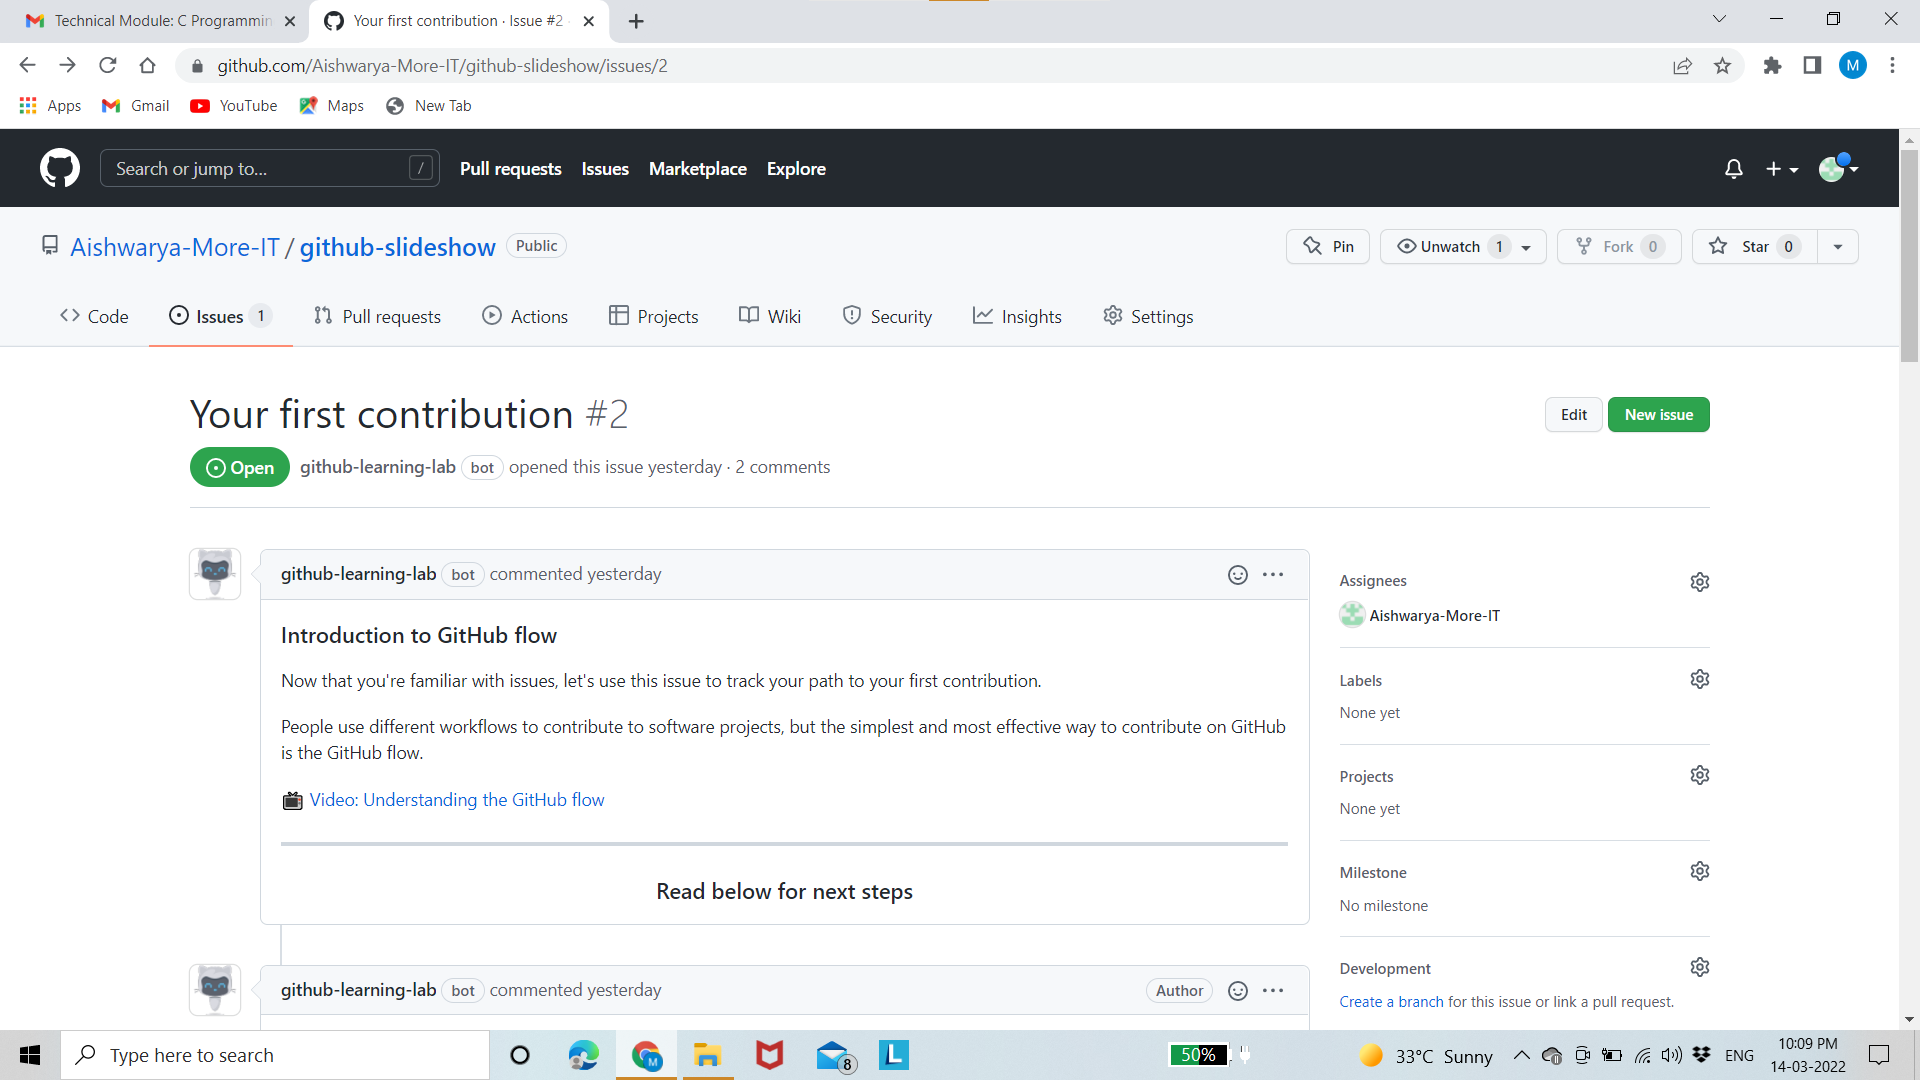 Technical Module: C Programmin
Your first contribution · Issue #2
github.com/Aishwarya-More-IT/github-slideshow/issues/2
M
Apps
Gmail
YouTube
Maps
New Tab
Search or jump to...
/
Pull requests
Issues
Marketplace
Explore
Aishwarya-More-IT / github-slideshow
Public
Pin
Unwatch 1
Fork 0
Star 0
Code
Issues 1
Pull requests
Actions
Projects
Wiki
Security
Insights
Settings
Your first contribution #2
Edit
New issue
Open
github-learning-lab bot opened this issue yesterday · 2 comments
github-learning-lab bot commented yesterday
Introduction to GitHub flow
Now that you're familiar with issues, let's use this issue to track your path to your first contribution.
People use different workflows to contribute to software projects, but the simplest and most effective way to contribute on GitHub
is the GitHub flow.
Video: Understanding the GitHub flow
Read below for next steps
github-learning-lab bot commented yesterday
Author
Assignees
Aishwarya-More-IT
Labels
None yet
Projects
None yet
Milestone
No milestone
Development
Create a branch for this issue or link a pull request.
Type here to search
M
8
L
50%
33°C Sunny
ENG
10:09 PM
14-03-2022